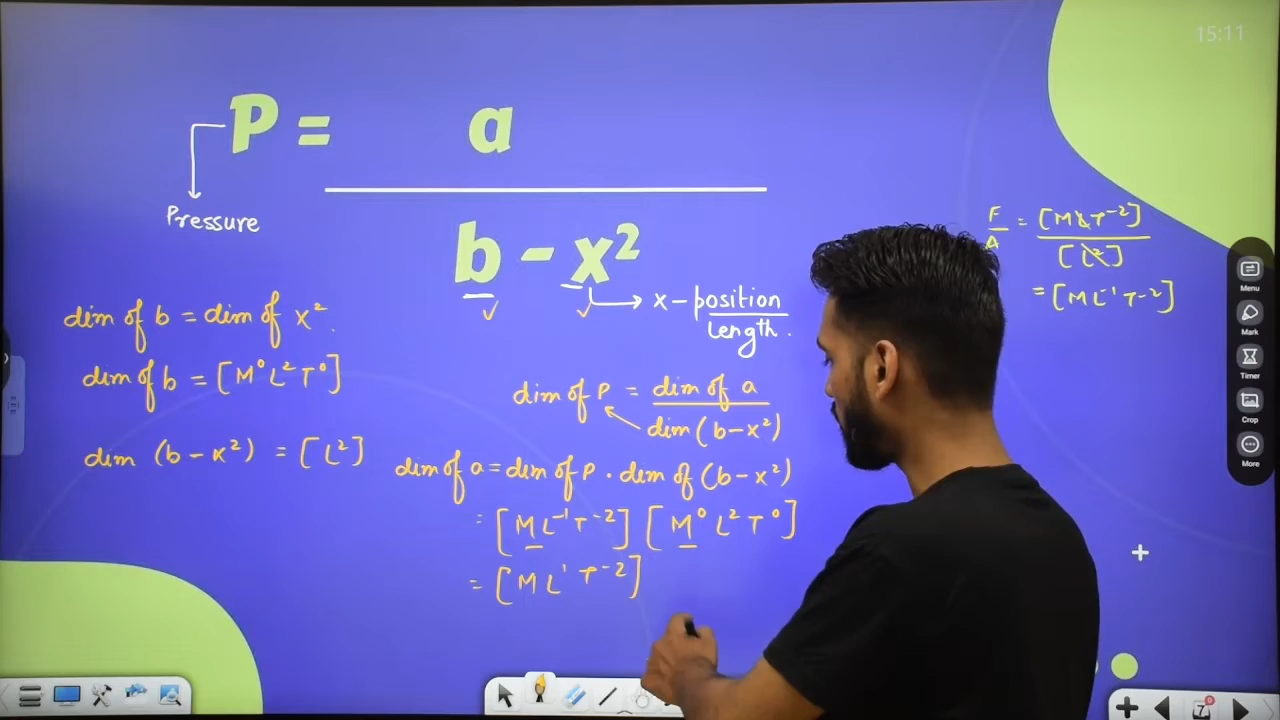 15:11
P = a
b - x²
Pressure
x - position
length.
F/A = [MLT⁻²]
[L²]
= [ML⁻¹T⁻²]
dim of b = dim of x².
dim of b = [M⁰L²T⁰]
dim (b - x²) = [L²]
dim of P = dim of a
dim (b - x²)
dim of a = dim of P . dim of (b - x²)
= [ML⁻¹T⁻²] [M⁰L²T⁰]
= [ML¹T⁻²]
Menu
Mark
Timer
Crop
More
7